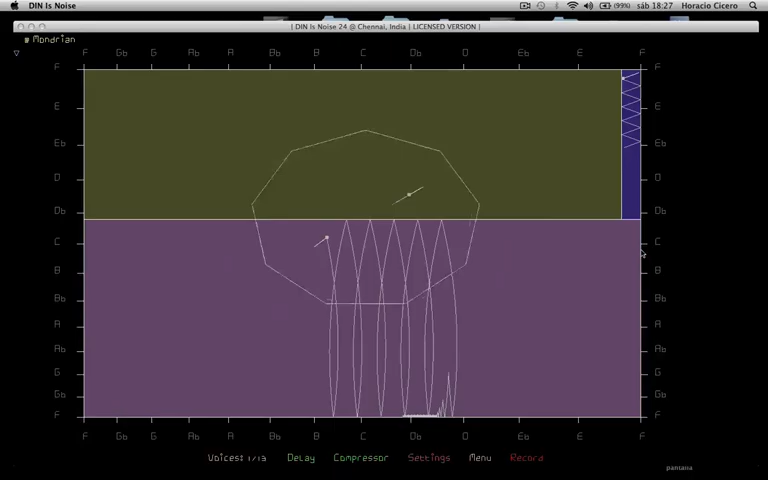 DIN Is Noise (99%) sáb 18:27 Horacio Cicero
| DIN Is Noise 24 @ Chennai, India | LICENSED VERSION |
Mondrian
F Gb G Ab A Bb B C Db D Eb E F
F F
E E
Eb Eb
D D
Db Db
C C
B B
Bb Bb
A A
Ab Ab
G G
Gb Gb
F F
F Gb G Ab A Bb B C Db D Eb E F
Voices: 1/13 Delay Compressor Settings Menu Record
pantana